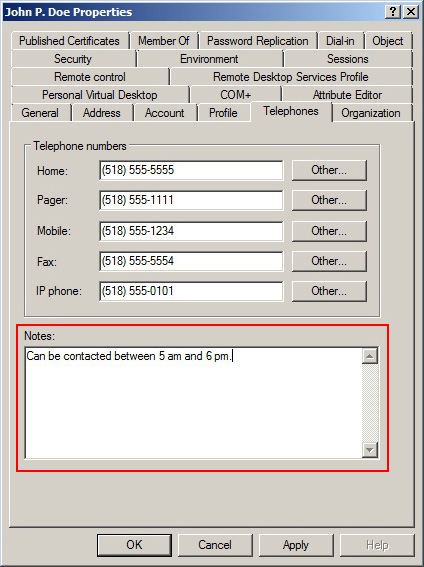 John P. Doe Properties
Published Certificates Member Of Password Replication Dial-in Object
Security Environment Sessions
Remote control Remote Desktop Services Profile
Personal Virtual Desktop COM+ Attribute Editor
General Address Account Profile Telephones Organization
Telephone numbers
Home: (518) 555-5555 Other...
Pager: (518) 555-1111 Other...
Mobile: (518) 555-1234 Other...
Fax: (518) 555-5554 Other...
IP phone: (518) 555-0101 Other...
Notes:
Can be contacted between 5 am and 6 pm.
OK Cancel Apply Help